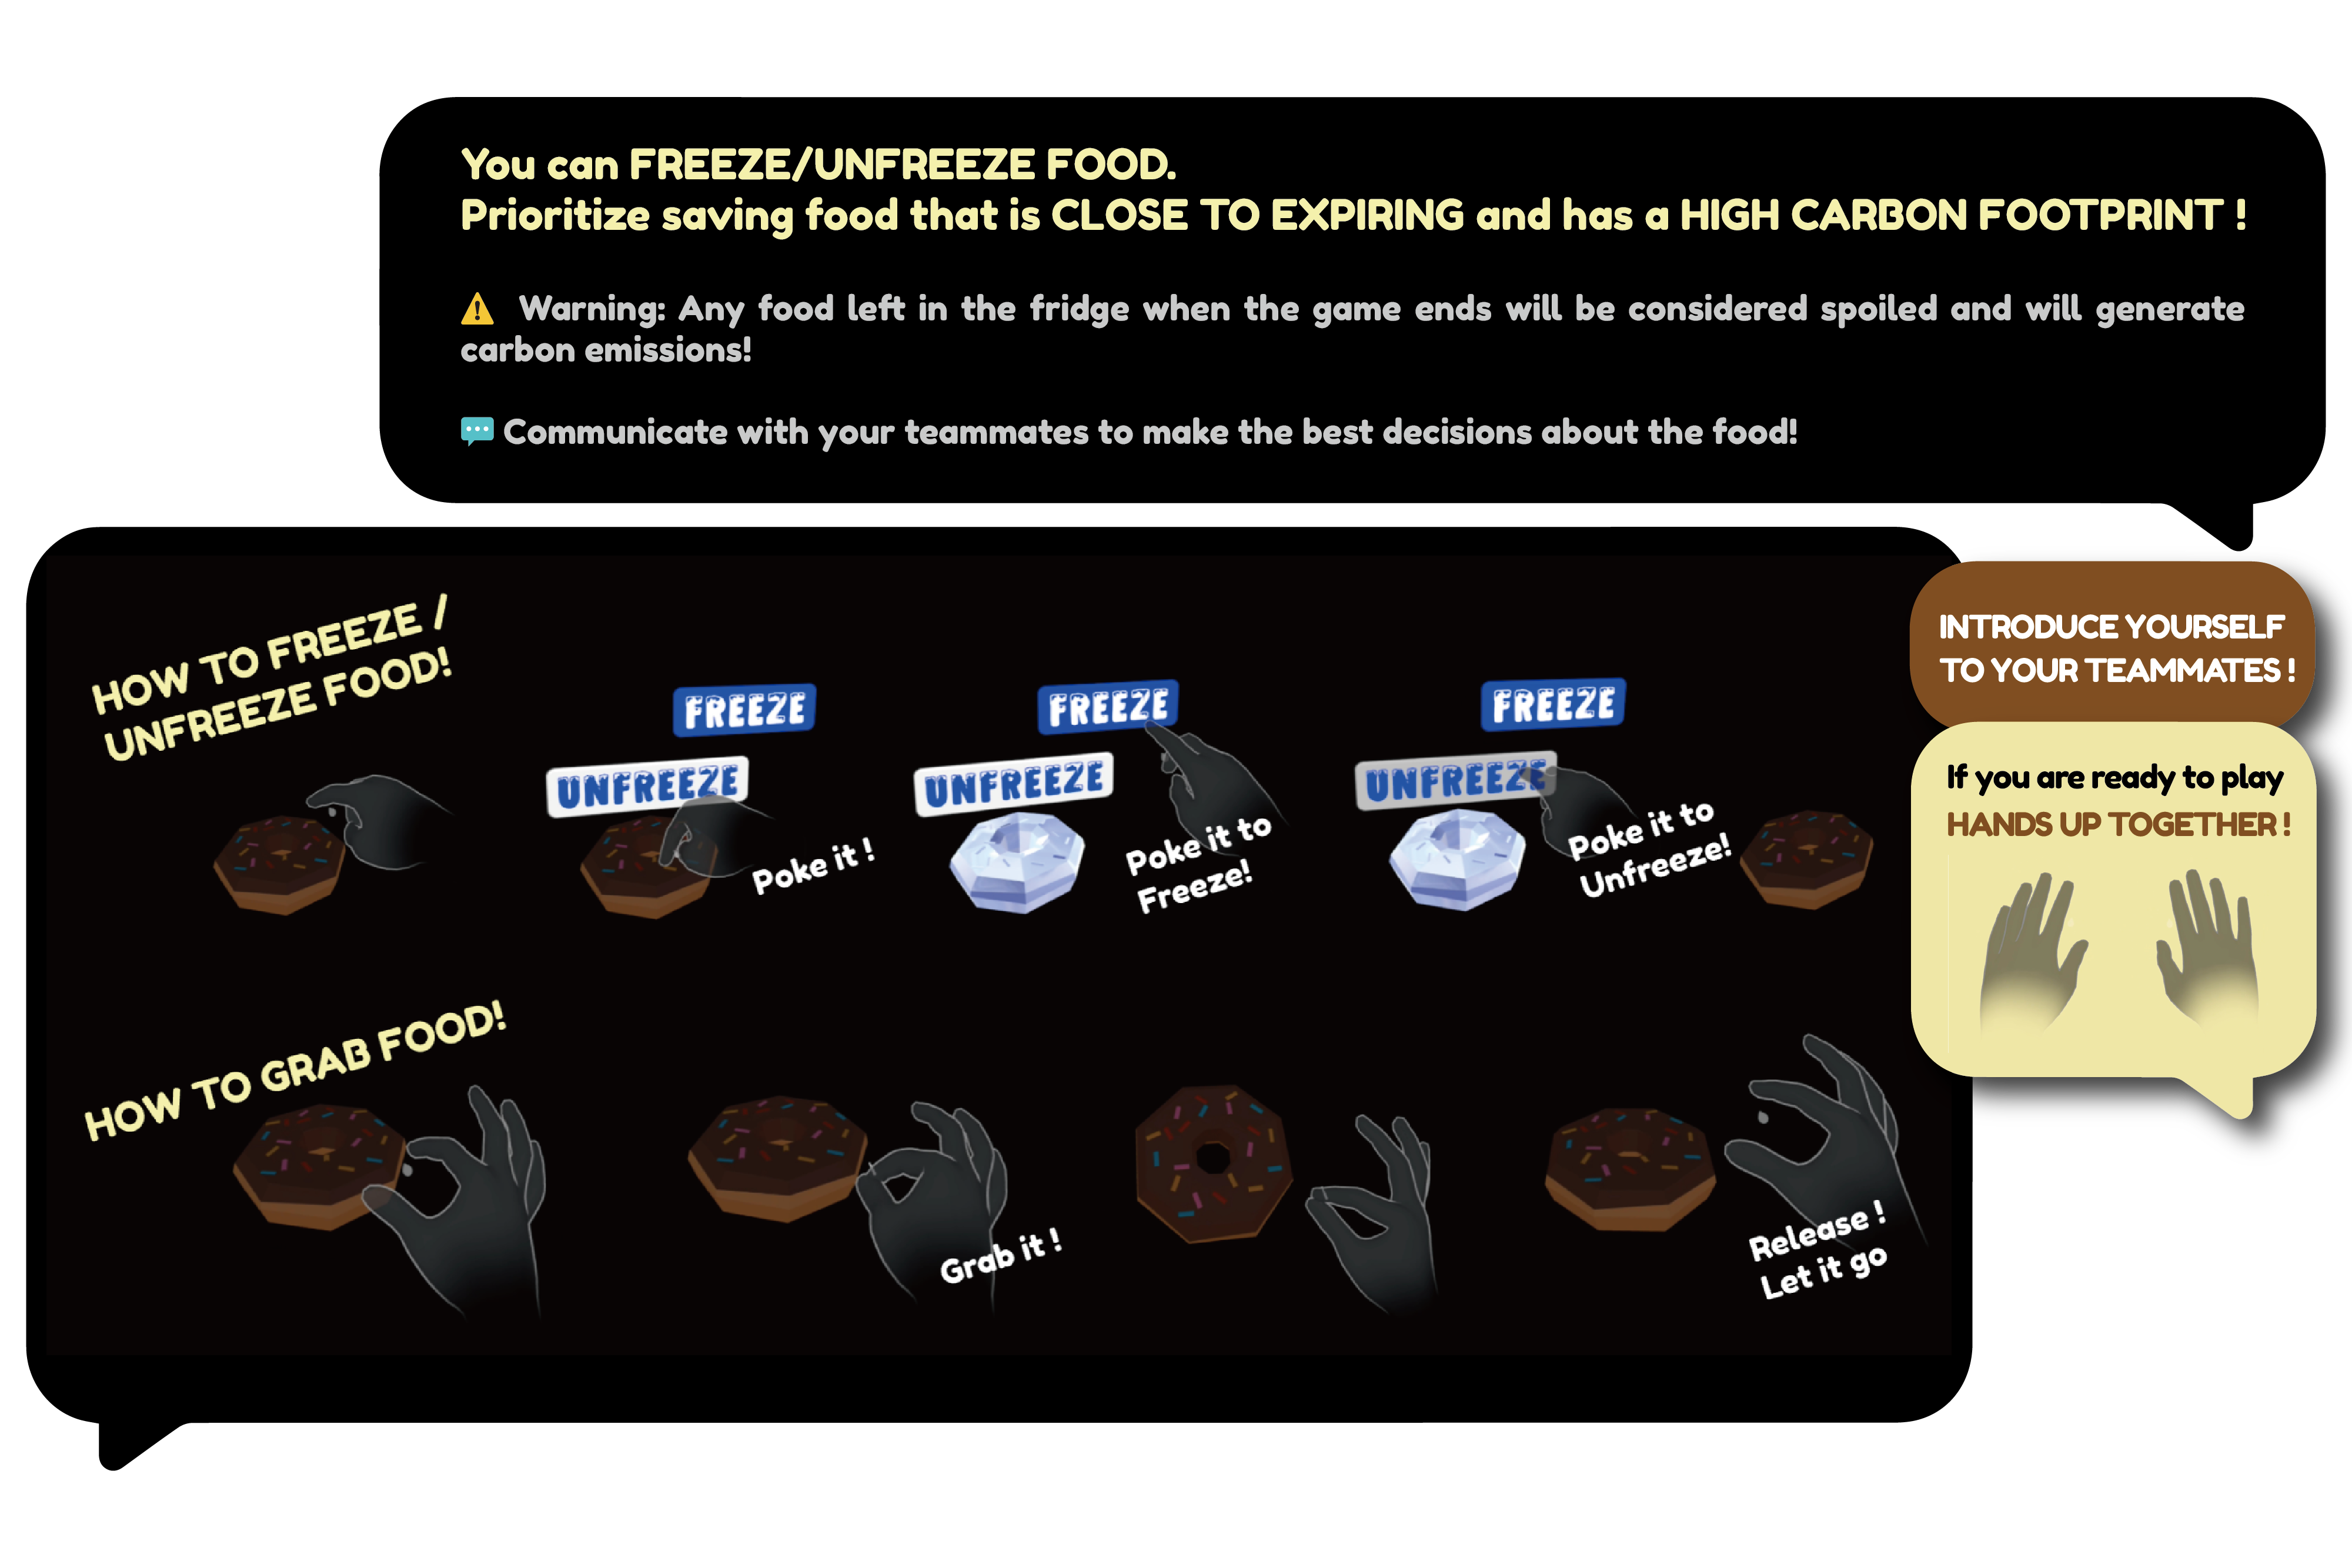 You can FREEZE/UNFREEZE FOOD.
Prioritize saving food that is CLOSE TO EXPIRING and has a HIGH CARBON FOOTPRINT !
⚠️ Warning: Any food left in the fridge when the game ends will be considered spoiled and will generate
carbon emissions!
💬 Communicate with your teammates to make the best decisions about the food!
HOW TO FREEZE /
UNFREEZE FOOD!
FREEZE
UNFREEZE
Poke it !
FREEZE
UNFREEZE
Poke it to
Freeze!
FREEZE
UNFREEZE
Poke it to
Unfreeze!
HOW TO GRAB FOOD!
Grab it !
Release !
Let it go
INTRODUCE YOURSELF
TO YOUR TEAMMATES !
If you are ready to play
HANDS UP TOGETHER !